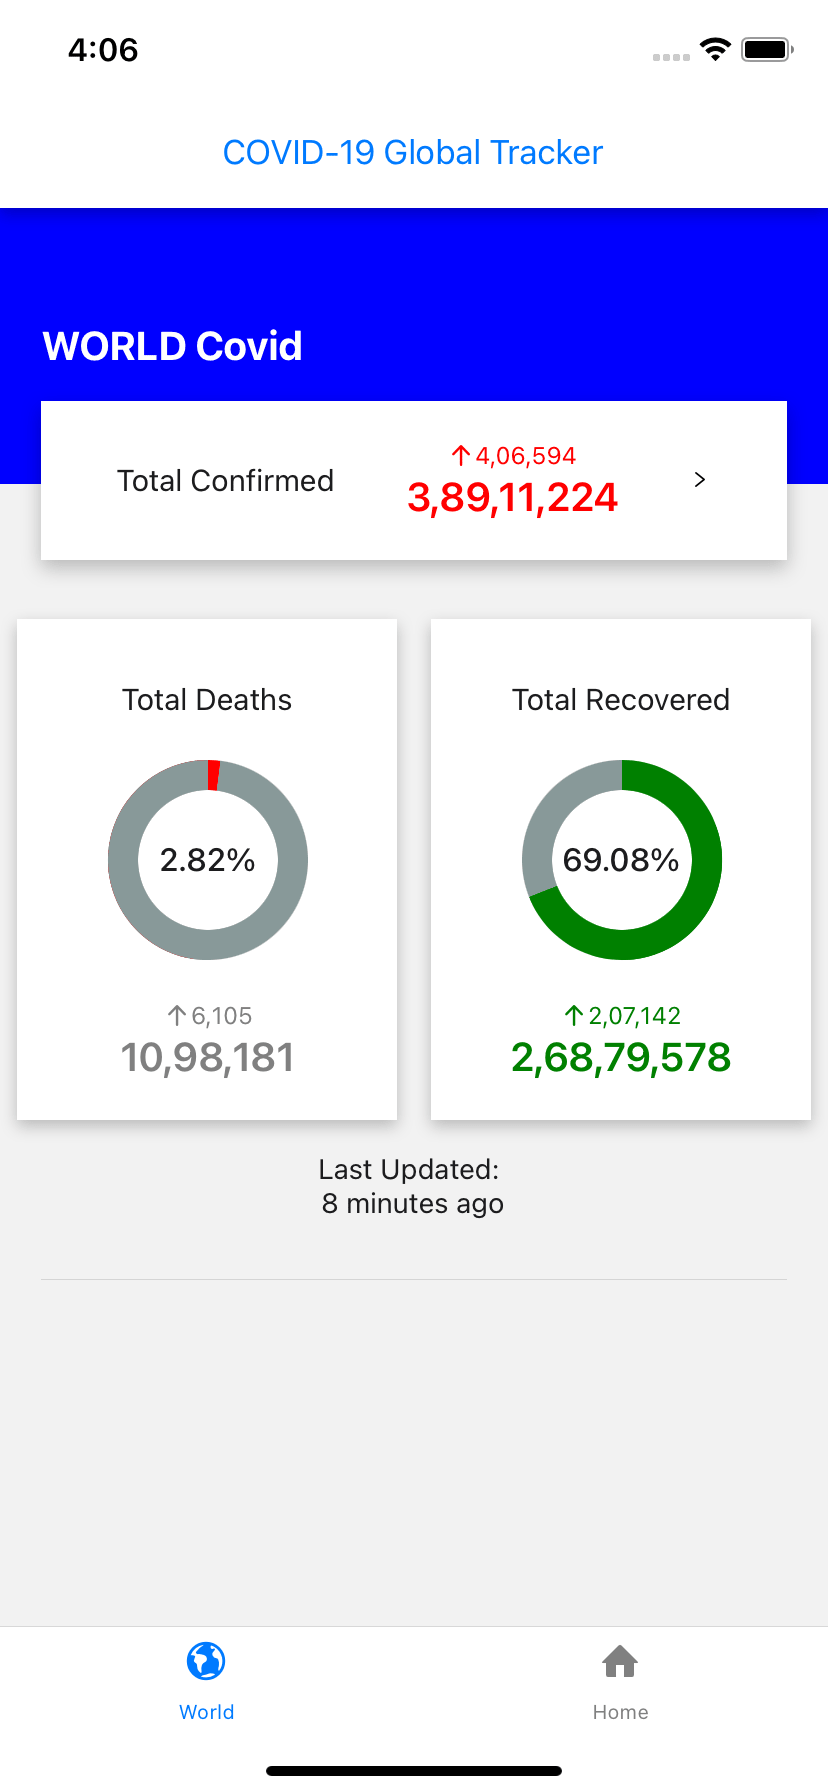 4:06
COVID-19 Global Tracker
WORLD Covid
Total Confirmed
↑4,06,594
3,89,11,224
Total Deaths
2.82%
↑6,105
10,98,181
Total Recovered
69.08%
↑2,07,142
2,68,79,578
Last Updated:
8 minutes ago
World
Home